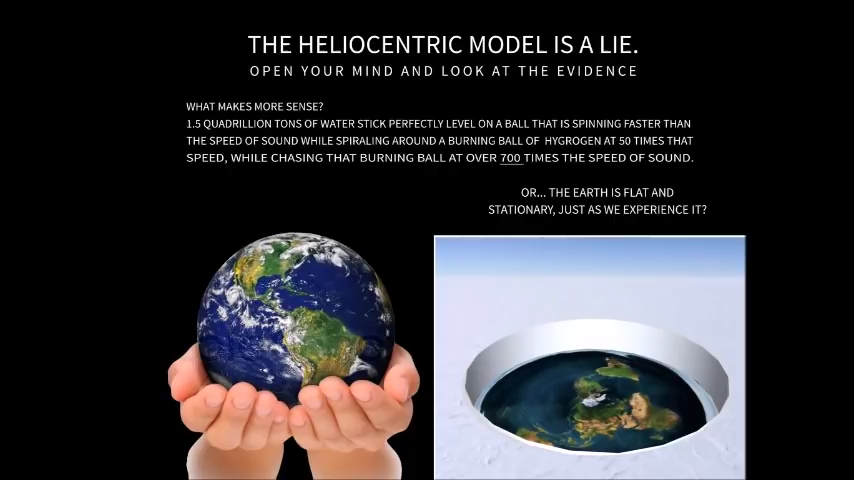 THE HELIOCENTRIC MODEL IS A LIE.
OPEN YOUR MIND AND LOOK AT THE EVIDENCE
WHAT MAKES MORE SENSE?
1.5 QUADRILLION TONS OF WATER STICK PERFECTLY LEVEL ON A BALL THAT IS SPINNING FASTER THAN
THE SPEED OF SOUND WHILE SPIRALING AROUND A BURNING BALL OF HYGROGEN AT 50 TIMES THAT
SPEED, WHILE CHASING THAT BURNING BALL AT OVER 700 TIMES THE SPEED OF SOUND.
OR... THE EARTH IS FLAT AND
STATIONARY, JUST AS WE EXPERIENCE IT?